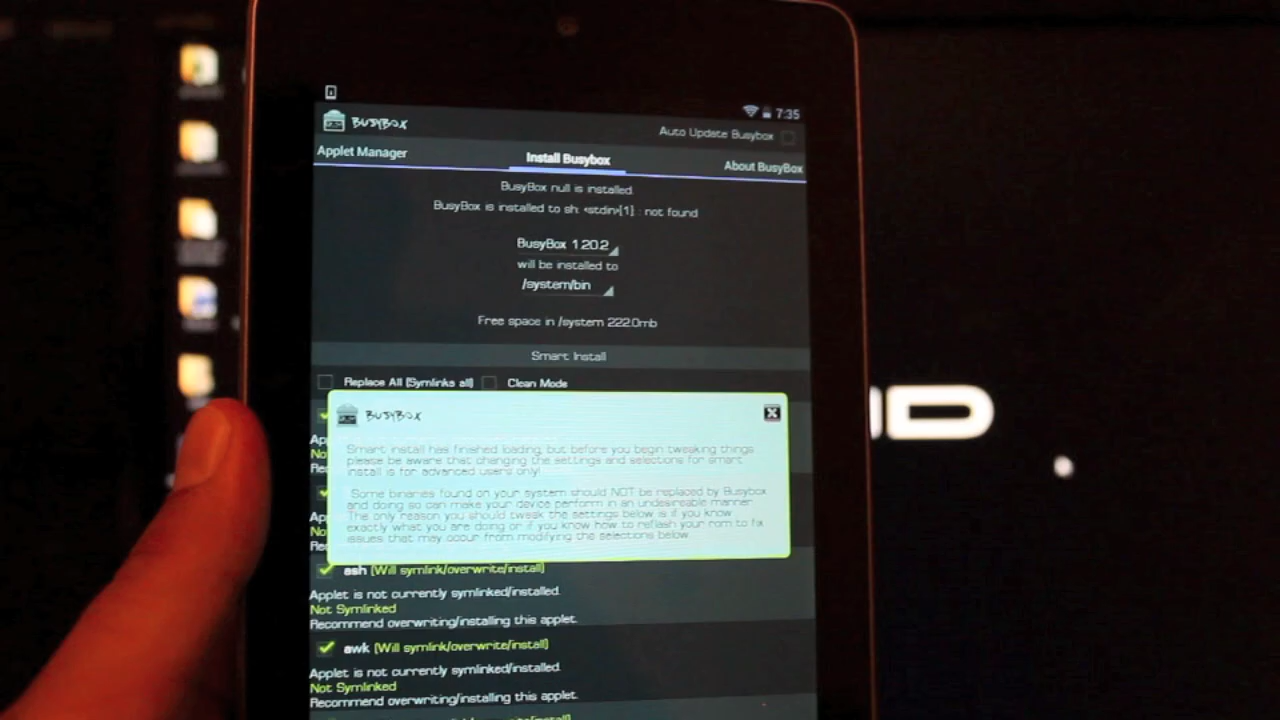 7:35
BUSYBOX
Auto Update Busybox
Applet Manager
Install Busybox
About BusyBox
BusyBox null is installed.
BusyBox is installed to sh: <stdin>[1]: : not found
BusyBox 1.20.2
will be installed to
/system/bin
Free space in /system 222.0mb
Smart Install
Replace All (Symlinks all)
Clean Mode
BUSYBOX
Ap
No
Re
Smart install has finished loading, but before you begin tweaking things
please be aware that changing the settings and selections for smart
install is for advanced users only!
Some binaries found on your system should NOT be replaced by Busybox
and doing so can make your device perform in an undesireable manner.
The only reason you should tweak the settings below is if you know
exactly what you are doing or if you know how to reflash your rom to fix
issues that may occur from modifying the selections below.
Ap
No
Re
ash (Will symlink/overwrite/install)
Applet is not currently symlinked/installed.
Not Symlinked
Recommend overwriting/installing this applet.
awk (Will symlink/overwrite/install)
Applet is not currently symlinked/installed.
Not Symlinked
Recommend overwriting/installing this applet.
D